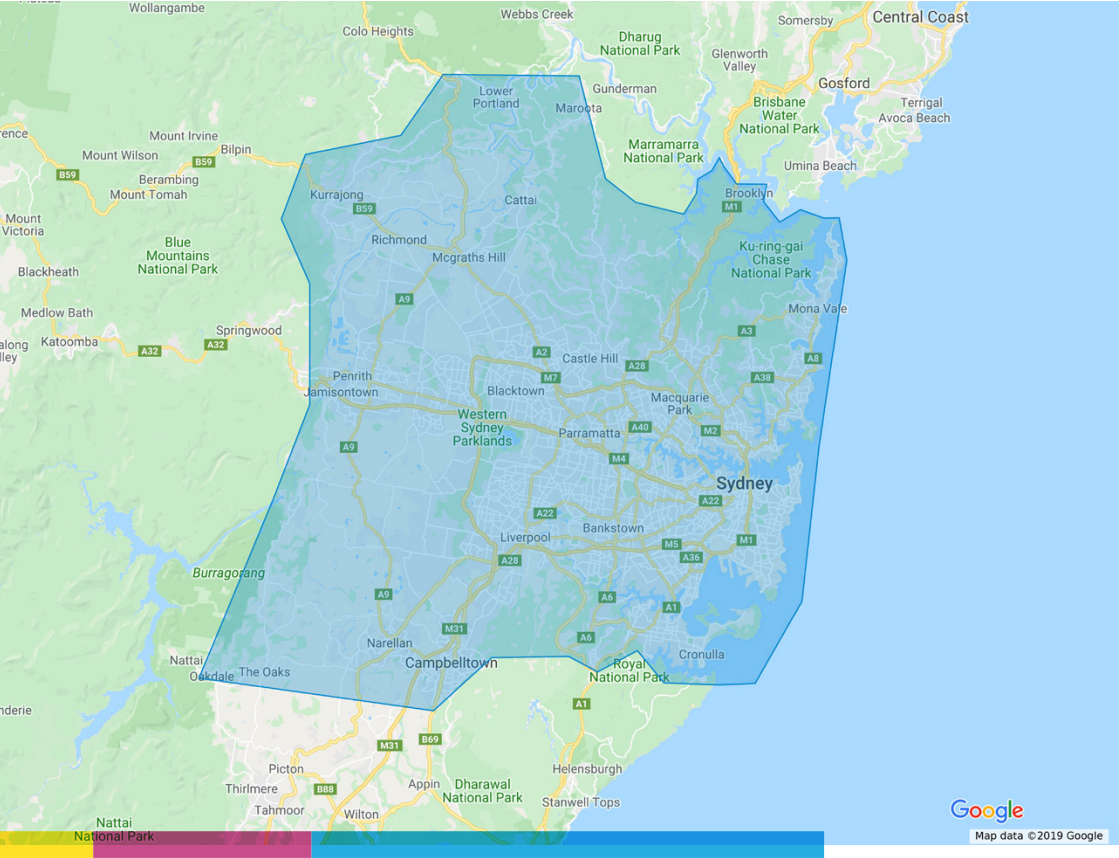 Wollangambe
Webbs Creek
Central Coast
Somersby
Colo Heights
Dharug
National Park
Glenworth
Valley
Gosford
Lower
Portland
Gunderman
Maroota
Brisbane
Water
National Park
Terrigal
Avoca Beach
rence
Mount Irvine
Mount Wilson
B59
Bilpin
Marramarra
National Park
Umina Beach
B59
Berambing
Mount Tomah
Kurrajong
B59
Cattai
Brooklyn
M1
Mount
Victoria
Blue
Mountains
National Park
Richmond
Mcgraths Hill
Ku-ring-gai
Chase
National Park
Blackheath
A9
Mona Vale
Medlow Bath
Springwood
A3
along
lley
Katoomba
A32
A32
A2
Castle Hill
A28
A8
Penrith
Jamisontown
M7
Blacktown
A38
Macquarie
Park
Western
Sydney
Parklands
Parramatta
A40
M2
A9
M4
Sydney
A22
A22
Bankstown
Liverpool
M5
M1
A28
A36
Burragorang
A9
A6
A1
M31
A6
Narellan
Cronulla
Nattai
Oakdale
The Oaks
Campbelltown
Royal
National Park
nderie
A1
B69
M31
Picton
Helensburgh
Thirlmere
B88
Appin
Dharawal
National Park
Tahmoor
Wilton
Stanwell Tops
Nattai
National Park
Google
Map data ©2019 Google